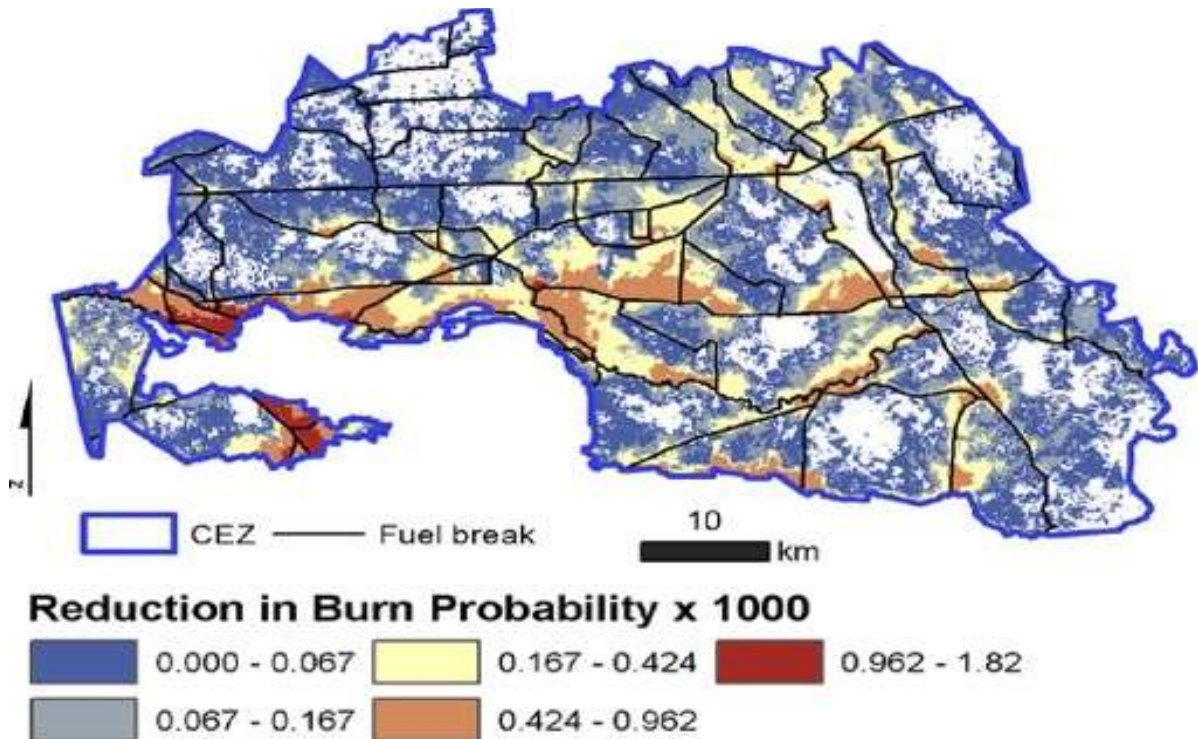 Z
CEZ
Fuel break
10
km
Reduction in Burn Probability x 1000
0.000 - 0.067
0.167 - 0.424
0.962 - 1.82
0.067 - 0.167
0.424 - 0.962